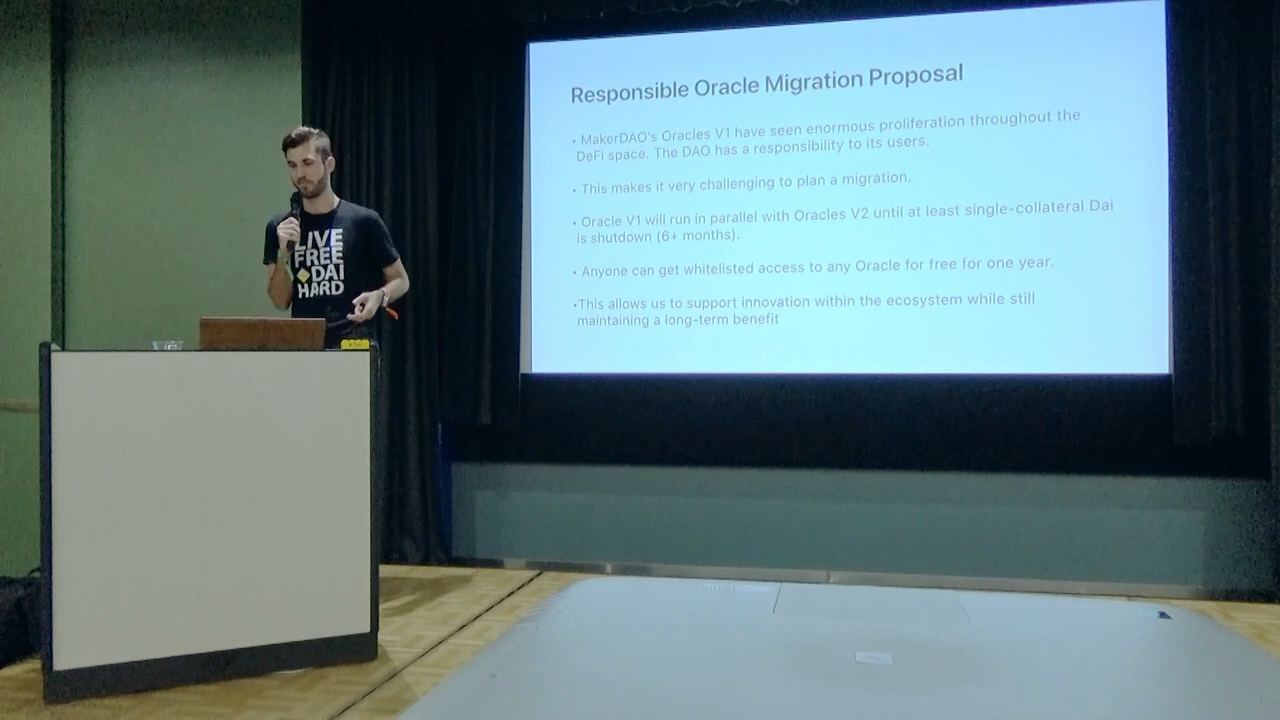 Responsible Oracle Migration Proposal
• MakerDAO's Oracles V1 have seen enormous proliferation throughout the
DeFi space. The DAO has a responsibility to its users.
• This makes it very challenging to plan a migration.
• Oracle V1 will run in parallel with Oracles V2 until at least single-collateral Dai
is shutdown (6+ months).
• Anyone can get whitelisted access to any Oracle for free for one year.
•This allows us to support innovation within the ecosystem while still
maintaining a long-term benefit
LIVE
FREE
DAI
HARD